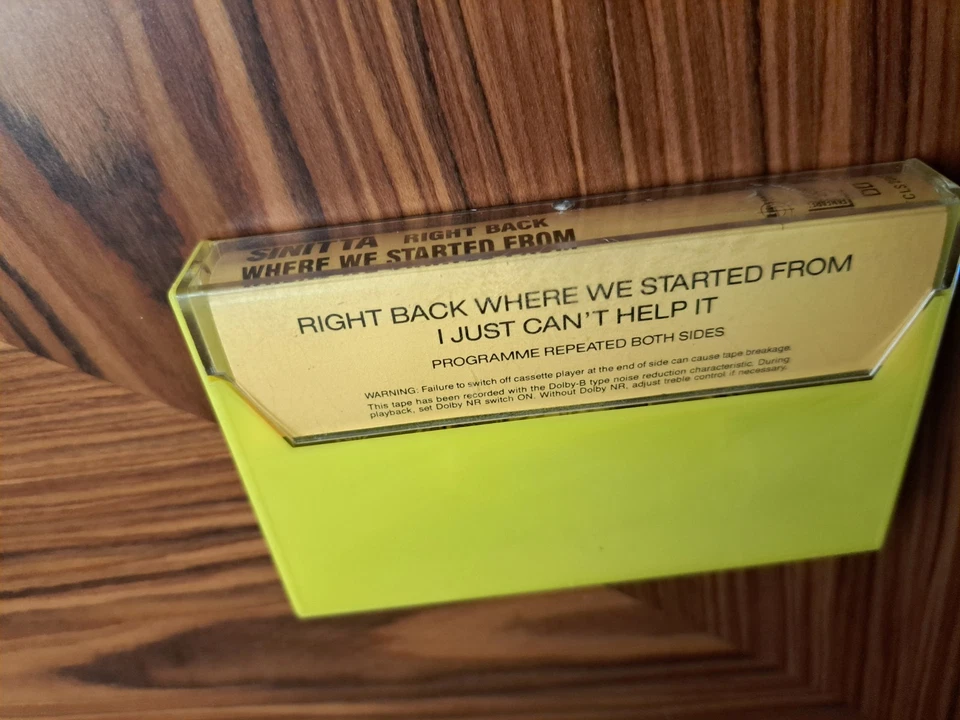 SINITTA RIGHT BACK
WHERE WE STARTED FROM
FANFARE
CLS
RIGHT BACK WHERE WE STARTED FROM
I JUST CAN'T HELP IT
PROGRAMME REPEATED BOTH SIDES
WARNING: Failure to switch off cassette player at the end of side can cause tape breakage.
This tape has been recorded with the Dolby-B type noise reduction characteristic. During
playback, set Dolby NR switch ON. Without Dolby NR, adjust treble control if necessary.